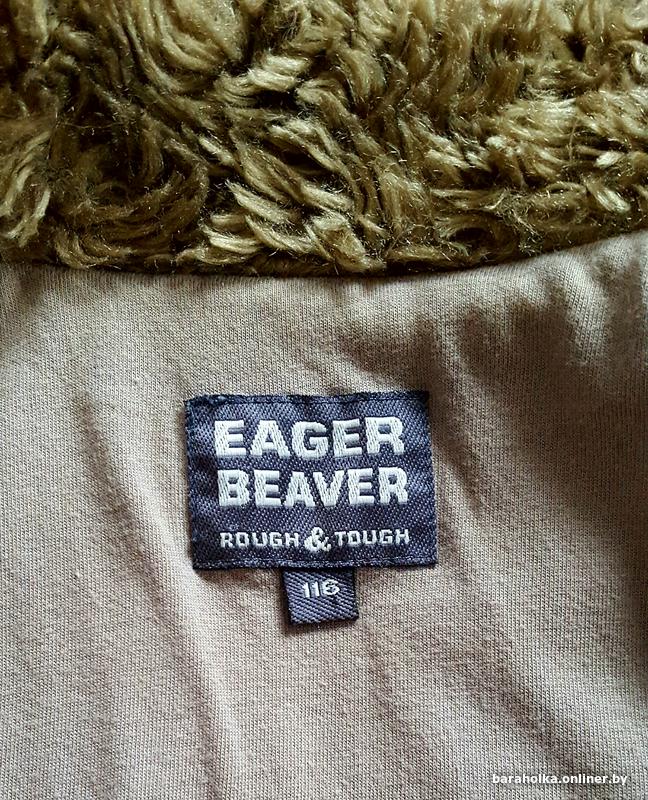 EAGER
BEAVER
ROUGH & TOUGH
116
baraholka.onliner.by